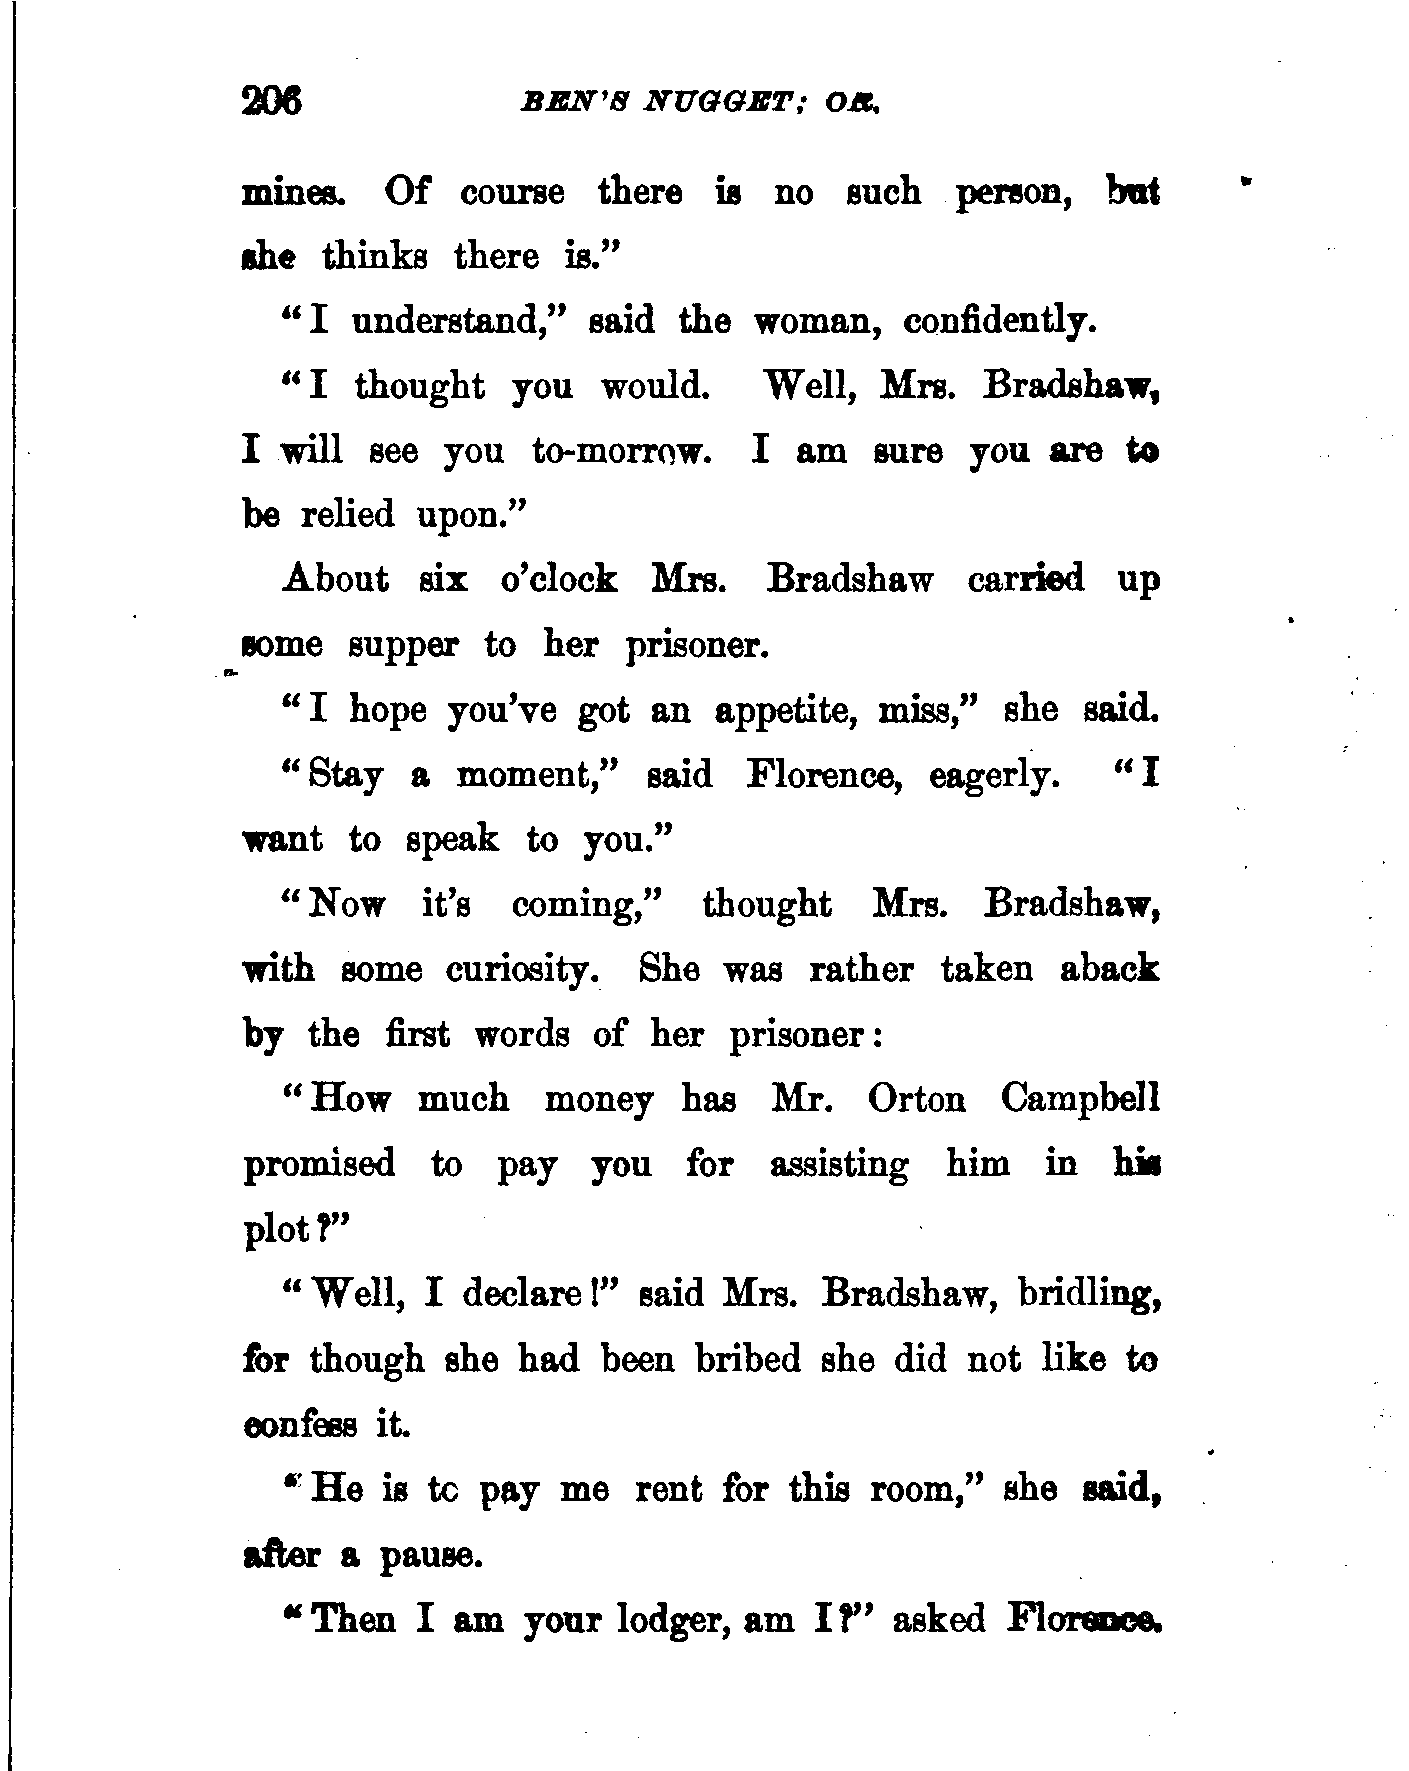 206 BEN'S NUGGET; OR,
mines. Of course there is no such person, but
she thinks there is."
"I understand," said the woman, confidently.
"I thought you would. Well, Mrs. Bradshaw,
I will see you to-morrow. I am sure you are to
be relied upon."
About six o'clock Mrs. Bradshaw carried up
some supper to her prisoner.
"I hope you've got an appetite, miss," she said.
"Stay a moment," said Florence, eagerly. "I
want to speak to you."
"Now it's coming," thought Mrs. Bradshaw,
with some curiosity. She was rather taken aback
by the first words of her prisoner:
"How much money has Mr. Orton Campbell
promised to pay you for assisting him in his
plot?"
"Well, I declare!" said Mrs. Bradshaw, bridling,
for though she had been bribed she did not like to
confess it.
"He is to pay me rent for this room," she said,
after a pause.
"Then I am your lodger, am I?" asked Florence.